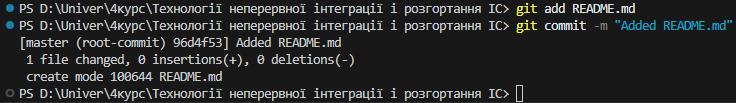 PS D:\Univer\4курс\Технології неперервної інтеграції і розгортання ІС> git add README.md
PS D:\Univer\4курс\Технології неперервної інтеграції і розгортання ІС> git commit -m "Added README.md"
[master (root-commit) 96d4f53] Added README.md
1 file changed, 0 insertions(+), 0 deletions(-)
create mode 100644 README.md
PS D:\Univer\4курс\Технології неперервної інтеграції і розгортання ІС>